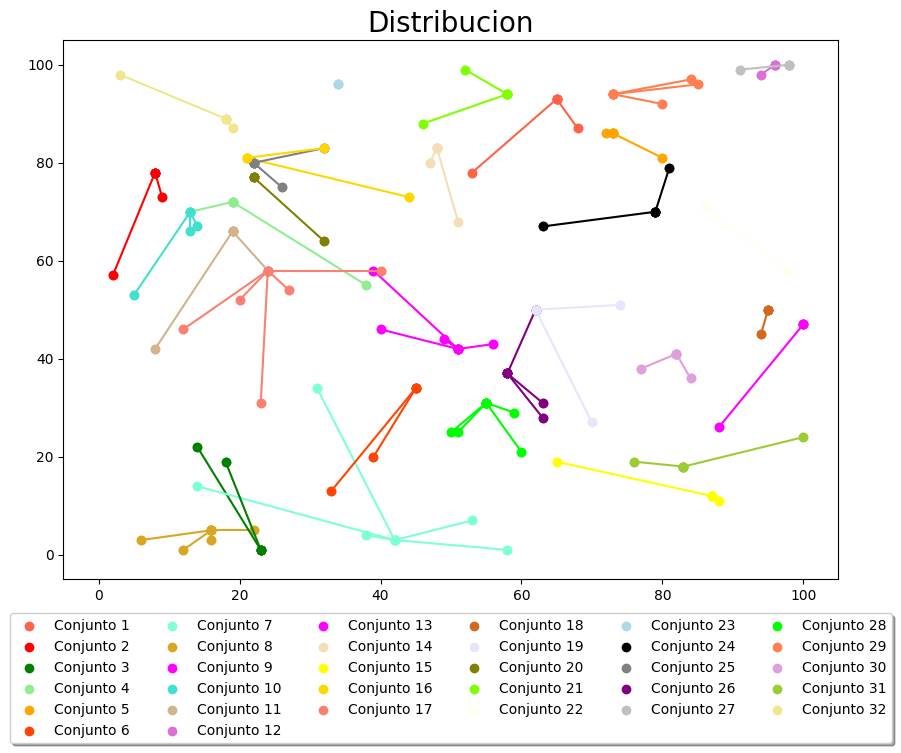 Distribucion
100
80
60
40
20
0
0 20 40 60 80 100
Conjunto 1 Conjunto 7 Conjunto 13 Conjunto 18 Conjunto 23 Conjunto 28
Conjunto 2 Conjunto 8 Conjunto 14 Conjunto 19 Conjunto 24 Conjunto 29
Conjunto 3 Conjunto 9 Conjunto 15 Conjunto 20 Conjunto 25 Conjunto 30
Conjunto 4 Conjunto 10 Conjunto 16 Conjunto 21 Conjunto 26 Conjunto 31
Conjunto 5 Conjunto 11 Conjunto 17 Conjunto 22 Conjunto 27 Conjunto 32
Conjunto 6 Conjunto 12